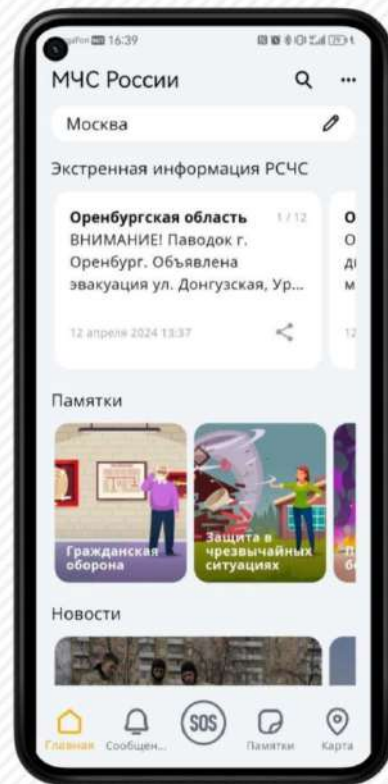 16:39
МЧС России
Москва
Экстренная информация РСЧС
Оренбургская область 1 / 12
ВНИМАНИЕ! Паводок г.
Оренбург. Объявлена
эвакуация ул. Донгузская, Ур...
12 апреля 2024 13:37
О
О
12
Памятки
Гражданская
оборона
Защита в
чрезвычайных
ситуациях
Новости
SOS
Главная Сообщен... Памятки Карта